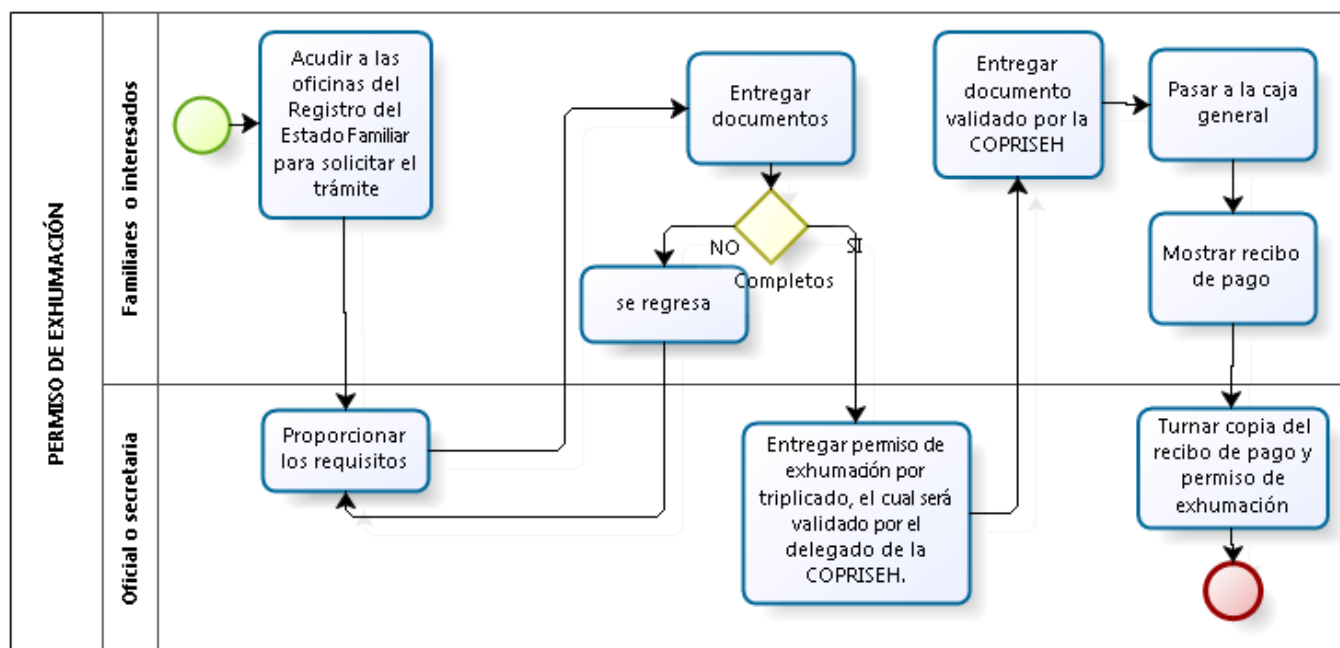 PERMISO DE EXHUMACIÓN
Familiares o interesados
Acudir a las
oficinas del
Registro del
Estado Familiar
para solicitar el
trámite
Entregar
documentos
NO
SI
Completos
se regresa
Entregar
documento
validado por la
COPRISEH
Pasar a la caja
general
Mostrar recibo
de pago
Oficial o secretaria
Proporcionar
los requisitos
Entregar permiso de
exhumación por
triplicado, el cual será
validado por el
delegado de la
COPRISEH.
Turnar copia del
recibo de pago y
permiso de
exhumación